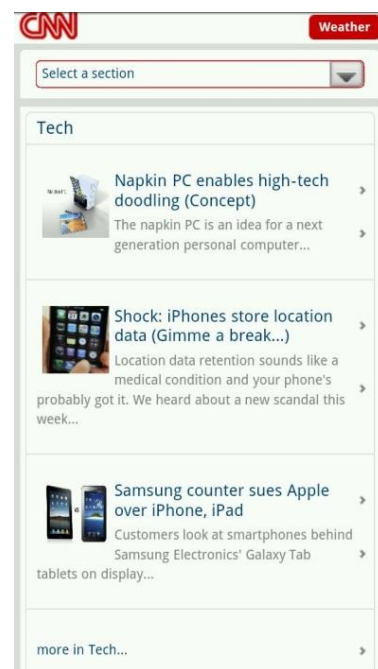 CNN
Weather
Select a section
Tech
Napkin PC enables high-tech
doodling (Concept)
The napkin PC is an idea for a next
generation personal computer...
Shock: iPhones store location
data (Gimme a break...)
Location data retention sounds like a
medical condition and your phone's
probably got it. We heard about a new scandal this
week...
Samsung counter sues Apple
over iPhone, iPad
Customers look at smartphones behind
Samsung Electronics' Galaxy Tab
tablets on display...
more in Tech...